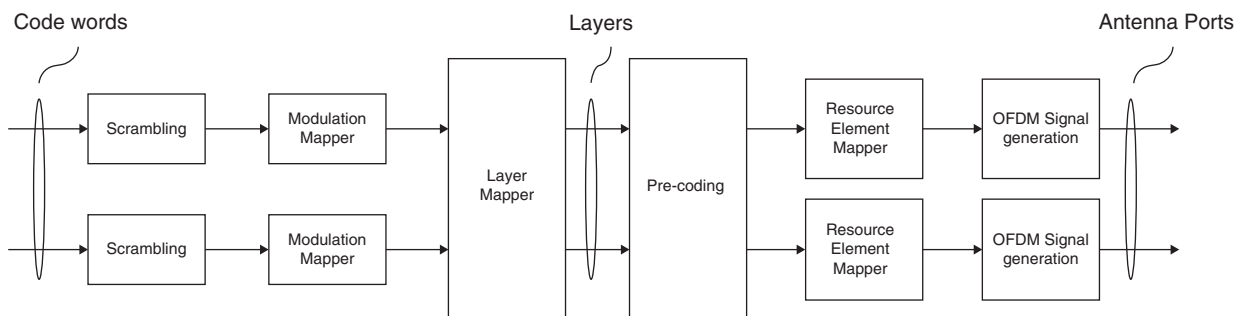 Code words
Layers
Antenna Ports
Scrambling
Modulation
Mapper
Layer
Mapper
Pre-coding
Resource
Element
Mapper
OFDM Signal
generation
Scrambling
Modulation
Mapper
Resource
Element
Mapper
OFDM Signal
generation